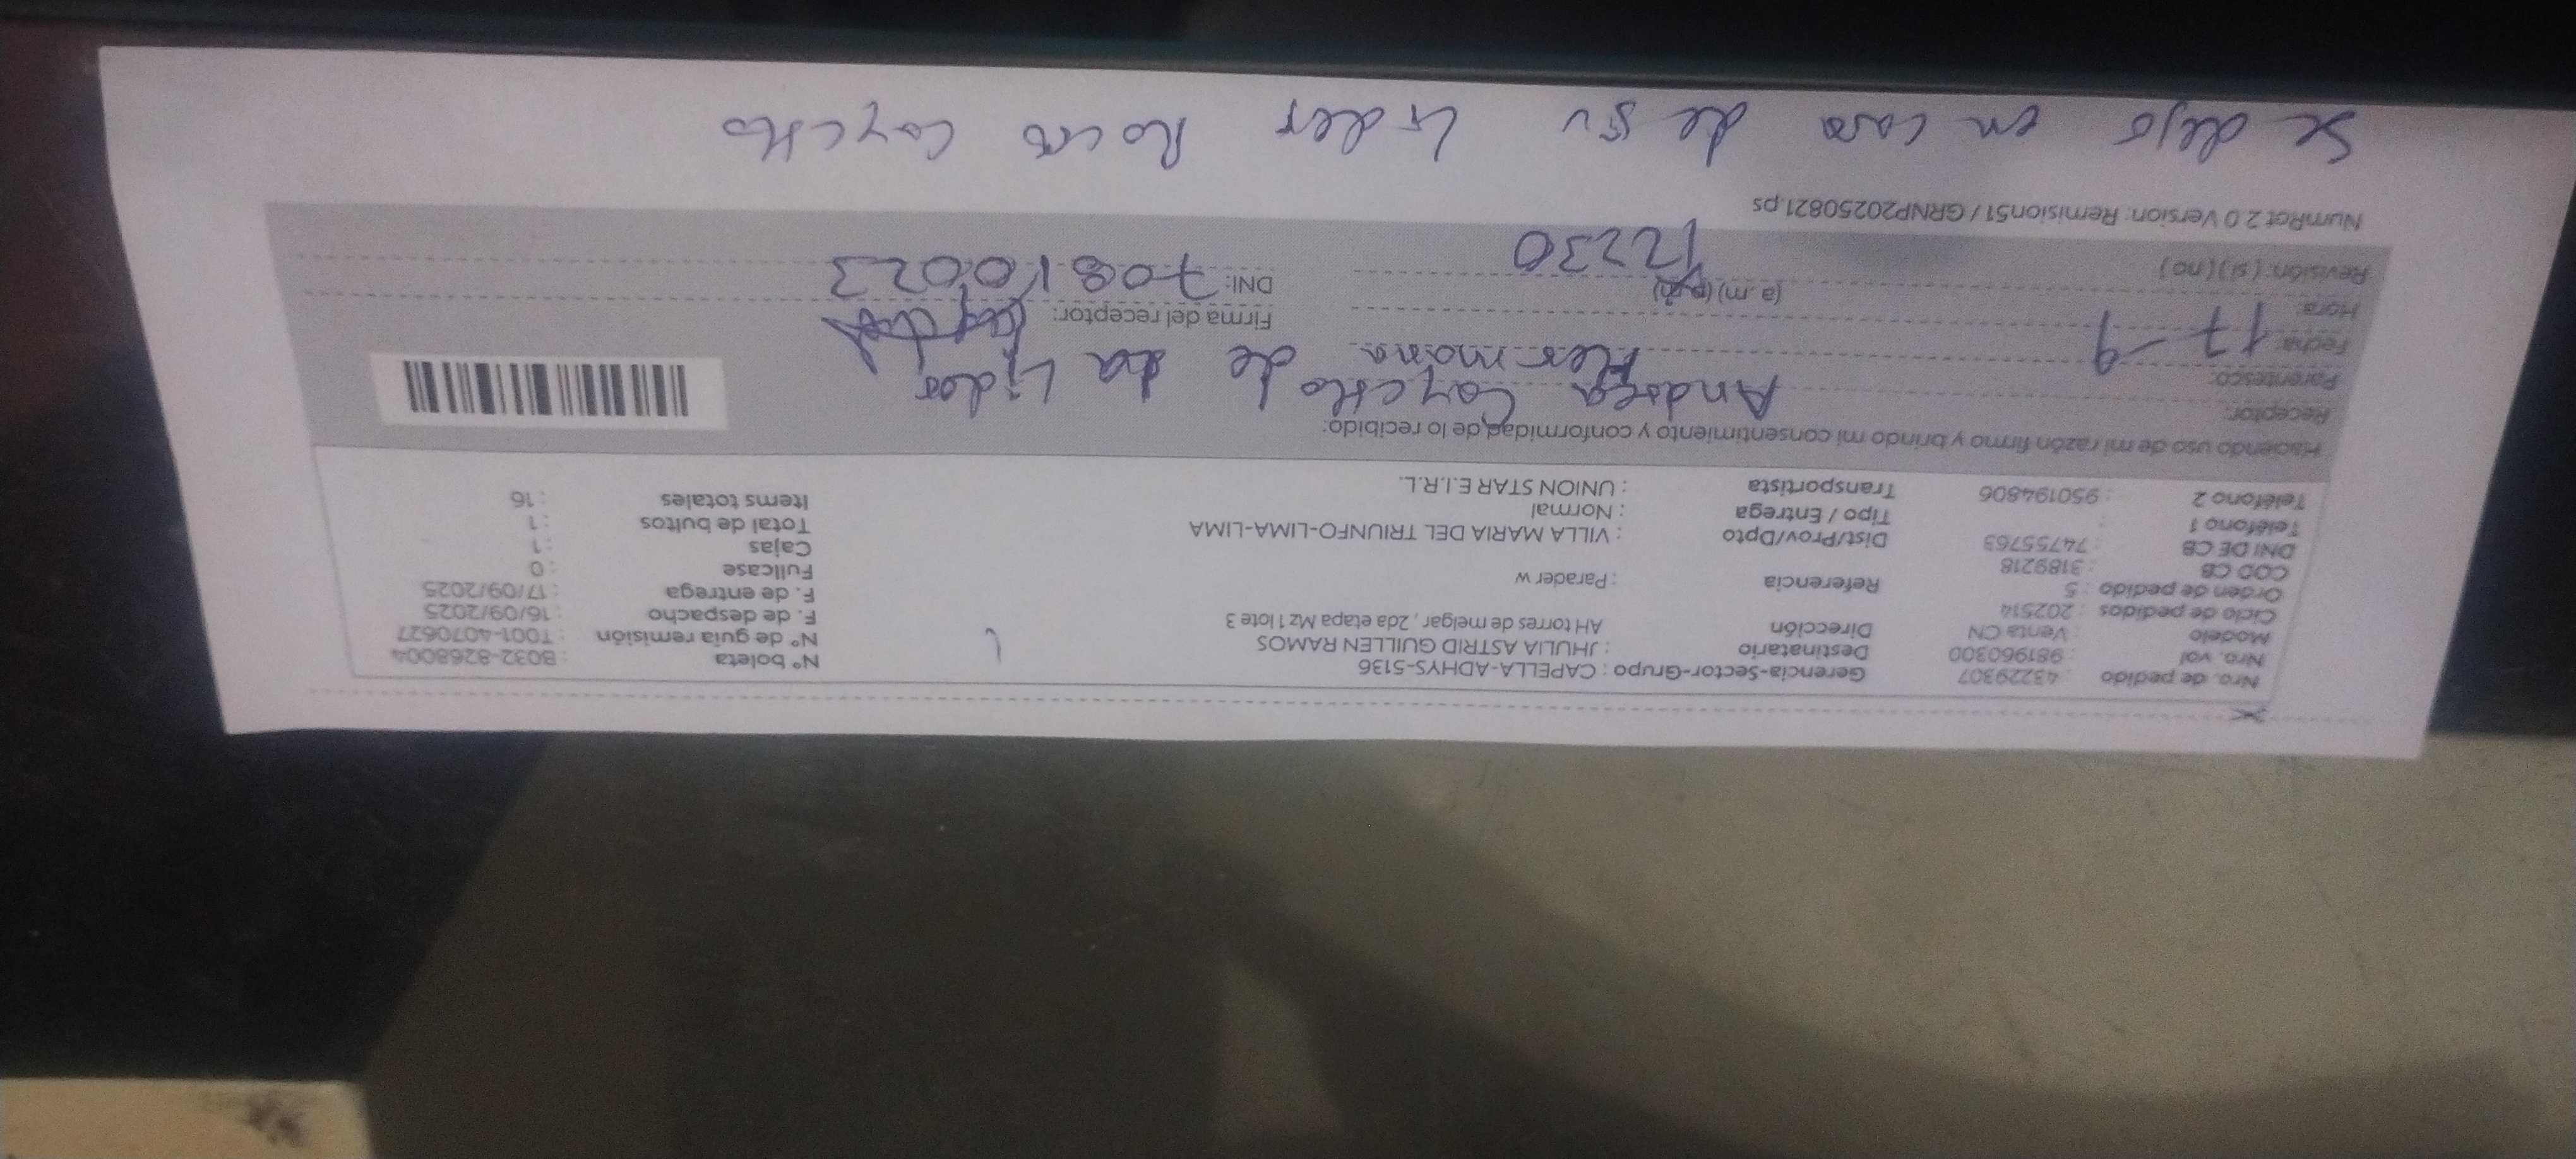 Nro. de pedido : 43229307 Gerencia-Sector-Grupo : CAPELLA-ADHYS-5136 N° boleta : B032-8268004
Nro. vol : 981960300 Destinatario : JHULIA ASTRID GUILLEN RAMOS N° de guía remisión : T001-4070627
Modelo : Venta CN Dirección AH torres de melgar, 2da etapa Mz 1 lote 3 F. de despacho : 16/09/2025
Ciclo de pedidos : 202514 F. de entrega : 17/09/2025
Orden de pedido : 5 Referencia : Parader w Fullcase : 0
COD CB : 3189218 Cajas : 1
DNI DE CB : 74755763 Dist/Prov/Dpto : VILLA MARIA DEL TRIUNFO-LIMA-LIMA Total de bultos : 1
Teléfono 1 : Tipo / Entrega : Normal Items totales : 16
Teléfono 2 : 950194806 Transportista : UNION STAR E.I.R.L.
Haciendo uso de mi razón firmo y brindo mi consentimiento y conformidad de lo recibido:
Receptor: Andrea
Parentesco: Hermana de la Lider
Fecha: 17-9 Firma del receptor:
Hora: (a.m) (p.m) DNI: 70810023
Revisión: (si) (no) 12230
NumRot 2.0 Version: Remision51 / GRNP20250821.ps
Se dejo en casa de su Lider Rocio